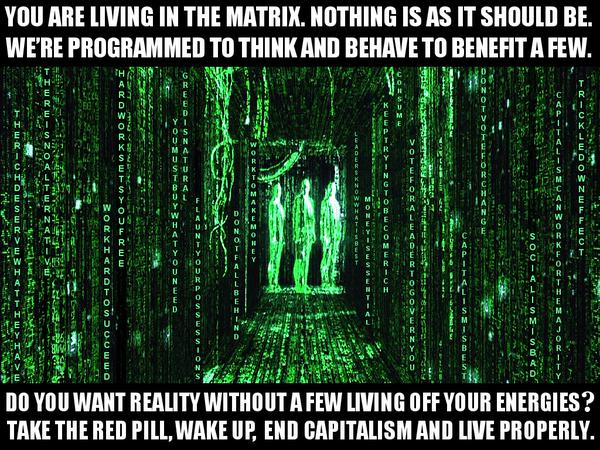 YOU ARE LIVING IN THE MATRIX. NOTHING IS AS IT SHOULD BE.
WE'RE PROGRAMMED TO THINK AND BEHAVE TO BENEFIT A FEW.
THERICHDESERVEWHATTHEYHAVE
THEREISNOALTERNATIVE
WORKHARDTOSUCCEED
HARDWORKSETSYOUFREE
YOUMUSTBUYWHATYOUNEED
GREEDISNATURAL
FLAUNTYOURPOSSESSIONS
DONOTFALLBEHIND
WORKTOMAKEMONEY
LEADERSKNOWWHATISBEST
MONEYISESSENTIAL
KEEPTRYINGTOBECOMERICH
CONSUME
VOTEFORALEADERTOGOVERNYOU
CAPITALISMISBEST
DONOTVOTEFORCHANGE
SOCIALISMISBAD
CAPITALISMCANWORKFORTHEMAJORITY
TRICKLEDOWNEFFECT
DO YOU WANT REALITY WITHOUT A FEW LIVING OFF YOUR ENERGIES?
TAKE THE RED PILL, WAKE UP, END CAPITALISM AND LIVE PROPERLY.